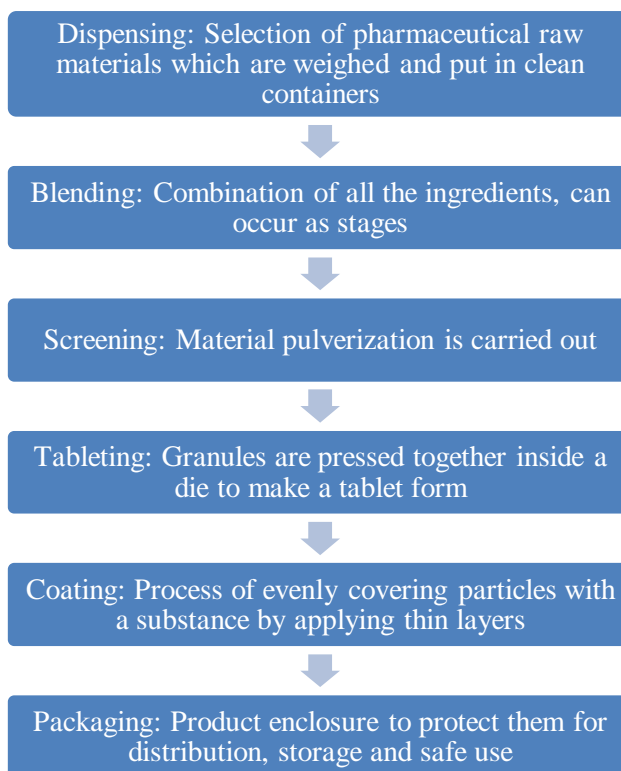 Dispensing: Selection of pharmaceutical raw
materials which are weighed and put in clean
containers
Blending: Combination of all the ingredients, can
occur as stages
Screening: Material pulverization is carried out
Tableting: Granules are pressed together inside a
die to make a tablet form
Coating: Process of evenly covering particles with
a substance by applying thin layers
Packaging: Product enclosure to protect them for
distribution, storage and safe use